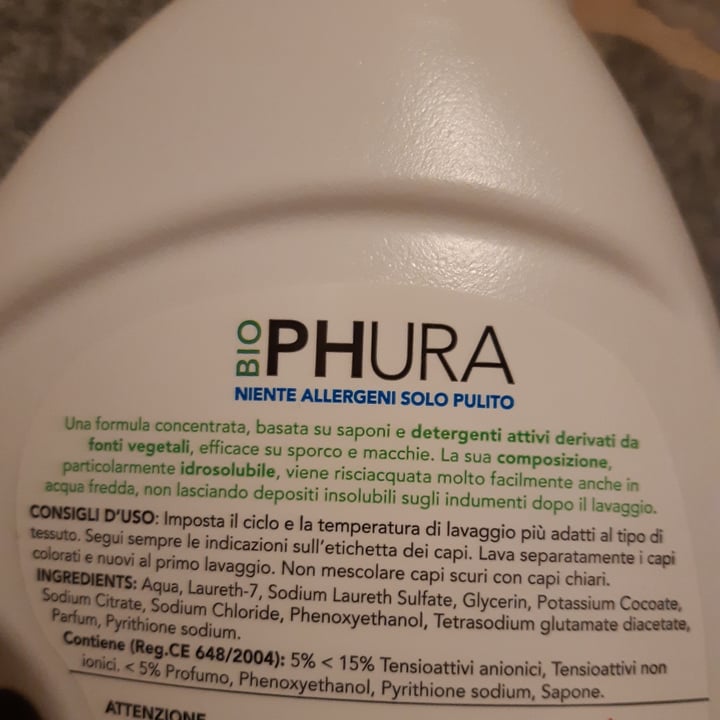 BIO PHURA
NIENTE ALLERGENI SOLO PULITO
Una formula concentrata, basata su saponi e detergenti attivi derivati da
fonti vegetali, efficace su sporco e macchie. La sua composizione,
particolarmente idrosolubile, viene risciacquata molto facilmente anche in
acqua fredda, non lasciando depositi insolubili sugli indumenti dopo il lavaggio.
CONSIGLI D'USO: Imposta il ciclo e la temperatura di lavaggio più adatti al tipo di
tessuto. Segui sempre le indicazioni sull'etichetta dei capi. Lava separatamente i capi
colorati e nuovi al primo lavaggio. Non mescolare capi scuri con capi chiari.
INGREDIENTS: Aqua, Laureth-7, Sodium Laureth Sulfate, Glycerin, Potassium Cocoate,
Sodium Citrate, Sodium Chloride, Phenoxyethanol, Tetrasodium glutamate diacetate,
Parfum, Pyrithione sodium.
Contiene (Reg.CE 648/2004): 5% < 15% Tensioattivi anionici, Tensioattivi non
ionici. < 5% Profumo, Phenoxyethanol, Pyrithione sodium, Sapone.
ATTENZIONE